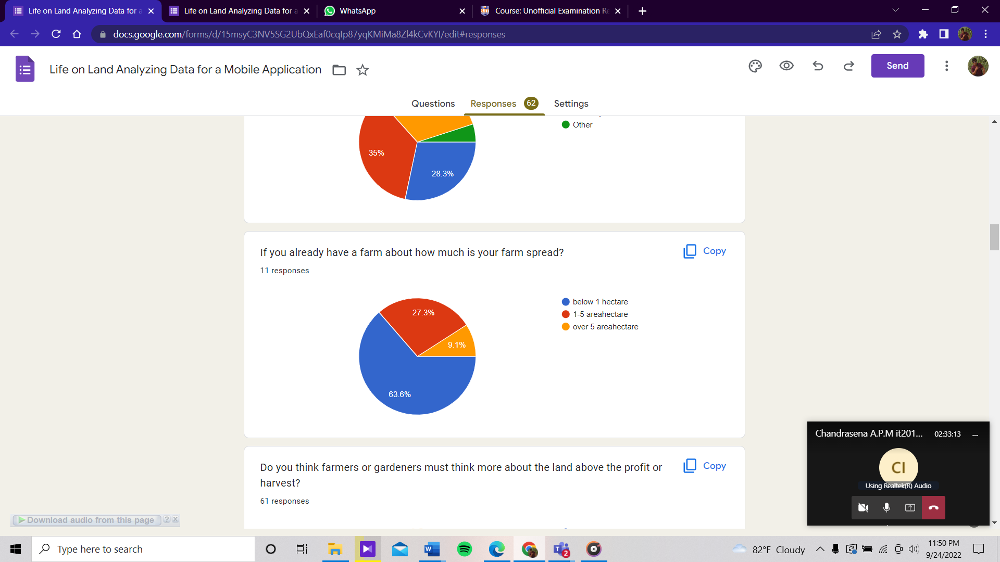 Life on Land Analyzing Data for a
Life on Land Analyzing Data for a
WhatsApp
Course: Unofficial Examination Re
docs.google.com/forms/d/15msyC3NV5SG2UbQxEaf0cqIp87yqKMiMa8Zl4kCvKYI/edit#responses
Life on Land Analyzing Data for a Mobile Application
Send
Questions
Responses 62
Settings
Other
35%
28.3%
If you already have a farm about how much is your farm spread?
Copy
11 responses
below 1 hectare
1-5 areahectare
over 5 areahectare
27.3%
9.1%
63.6%
Do you think farmers or gardeners must think more about the land above the profit or
harvest?
Copy
61 responses
Chandrasena A.P.M it201... 02:33:13
CI
Using Realtek(R) Audio
Download audio from this page ? X
Type here to search
2
82°F Cloudy
11:50 PM
9/24/2022